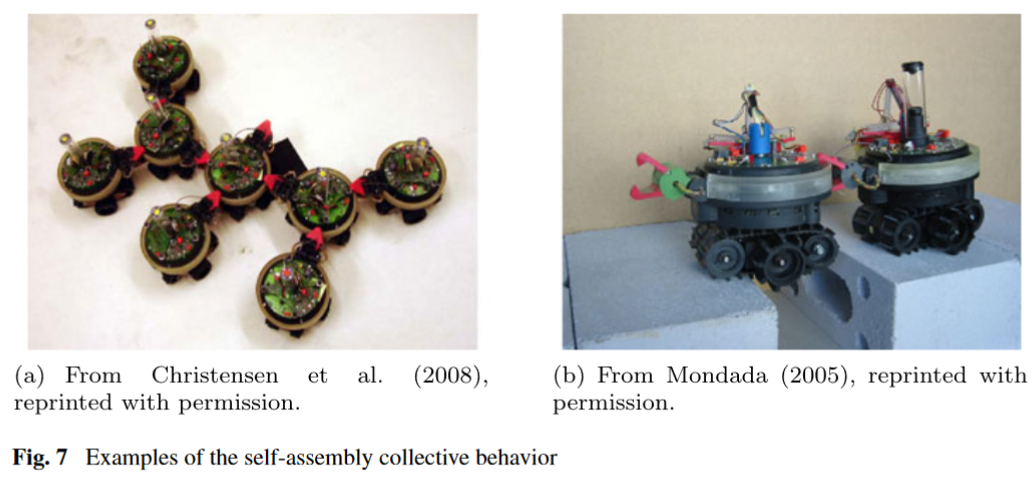 (a) From Christensen et al. (2008),
reprinted with permission.
(b) From Mondada (2005), reprinted with
permission.
Fig. 7 Examples of the self-assembly collective behavior